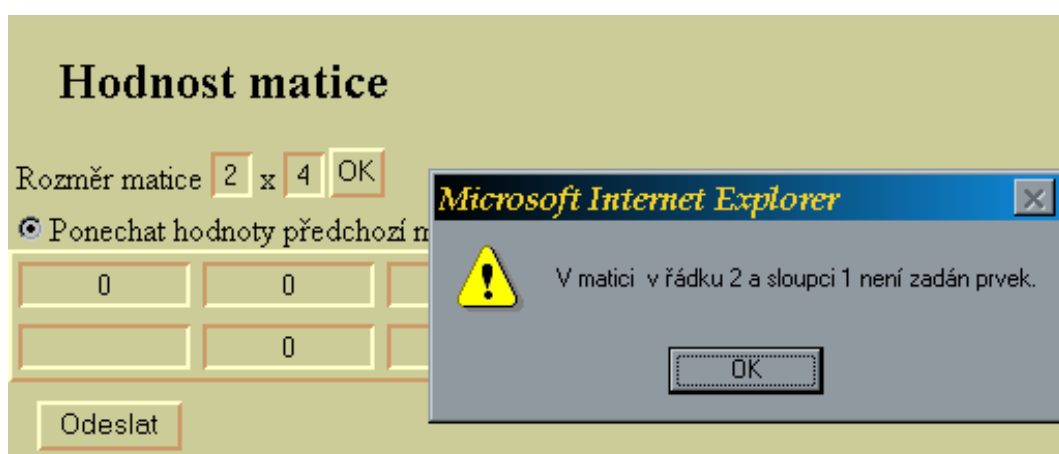 Hodnost matice
Rozměr matice 2 x 4 OK
Ponechat hodnoty předchozí m
0 0
0
Odeslat
Microsoft Internet Explorer
V matici v řádku 2 a sloupci 1 není zadán prvek.
OK